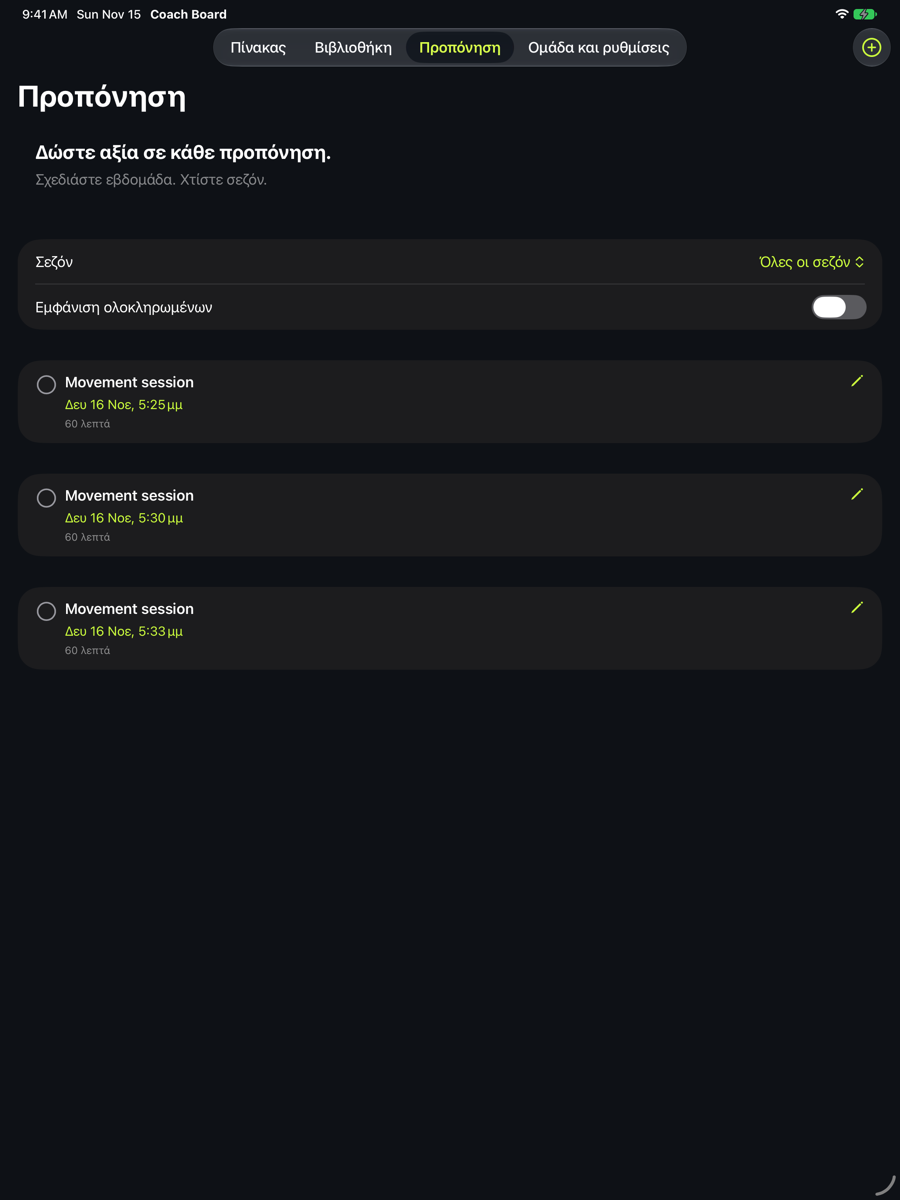 9:41 AM Sun Nov 15 Coach Board
Πίνακας Βιβλιοθήκη Προπόνηση Ομάδα και ρυθμίσεις
Προπόνηση
Δώστε αξία σε κάθε προπόνηση.
Σχεδιάστε εβδομάδα. Χτίστε σεζόν.
Σεζόν Όλες οι σεζόν
Εμφάνιση ολοκληρωμένων
Movement session
Δευ 16 Νοε, 5:25 μμ
60 λεπτά
Movement session
Δευ 16 Νοε, 5:30 μμ
60 λεπτά
Movement session
Δευ 16 Νοε, 5:33 μμ
60 λεπτά